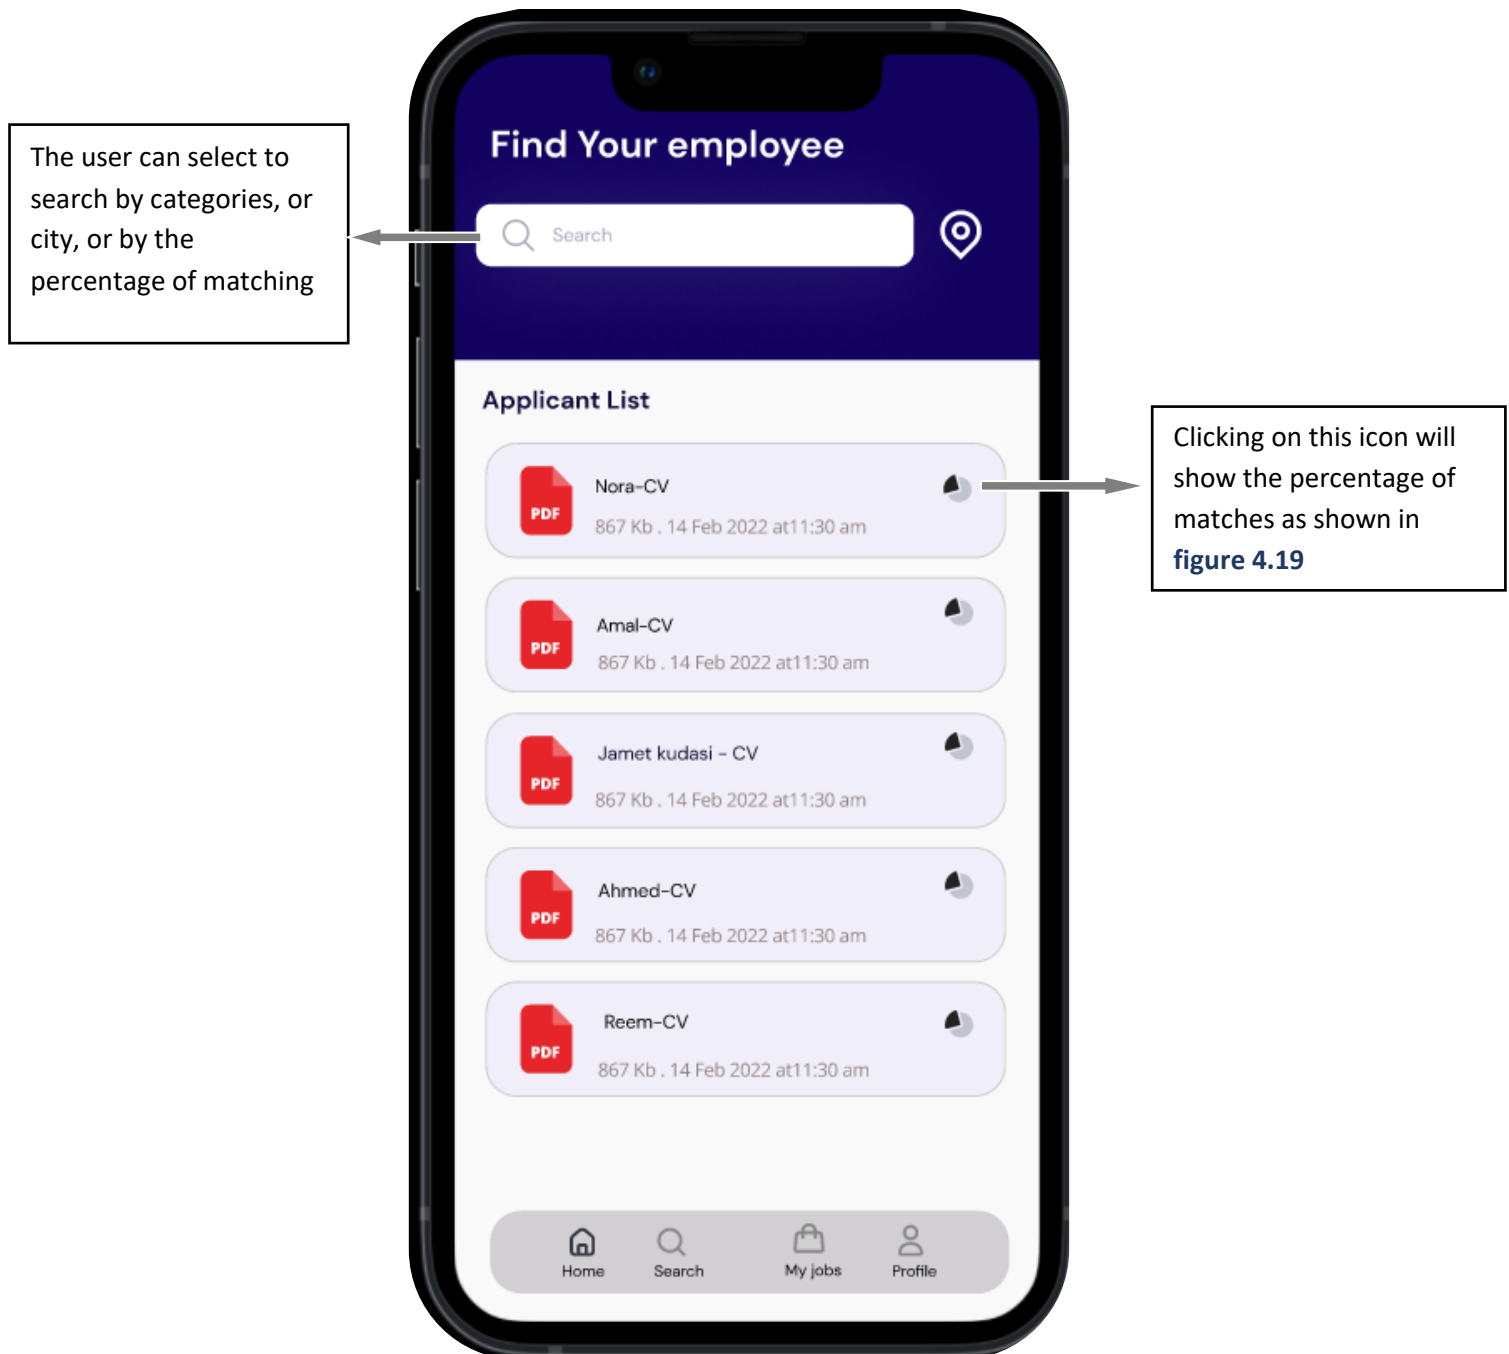 The user can select to
search by categories, or
city, or by the
percentage of matching
Find Your employee
Search
Applicant List
PDF
Nora-CV
867 Kb . 14 Feb 2022 at11:30 am
Clicking on this icon will
show the percentage of
matches as shown in
figure 4.19
PDF
Amal-CV
867 Kb . 14 Feb 2022 at11:30 am
PDF
Jamet kudasi - CV
867 Kb . 14 Feb 2022 at11:30 am
PDF
Ahmed-CV
867 Kb . 14 Feb 2022 at11:30 am
PDF
Reem-CV
867 Kb . 14 Feb 2022 at11:30 am
Home Search My jobs Profile